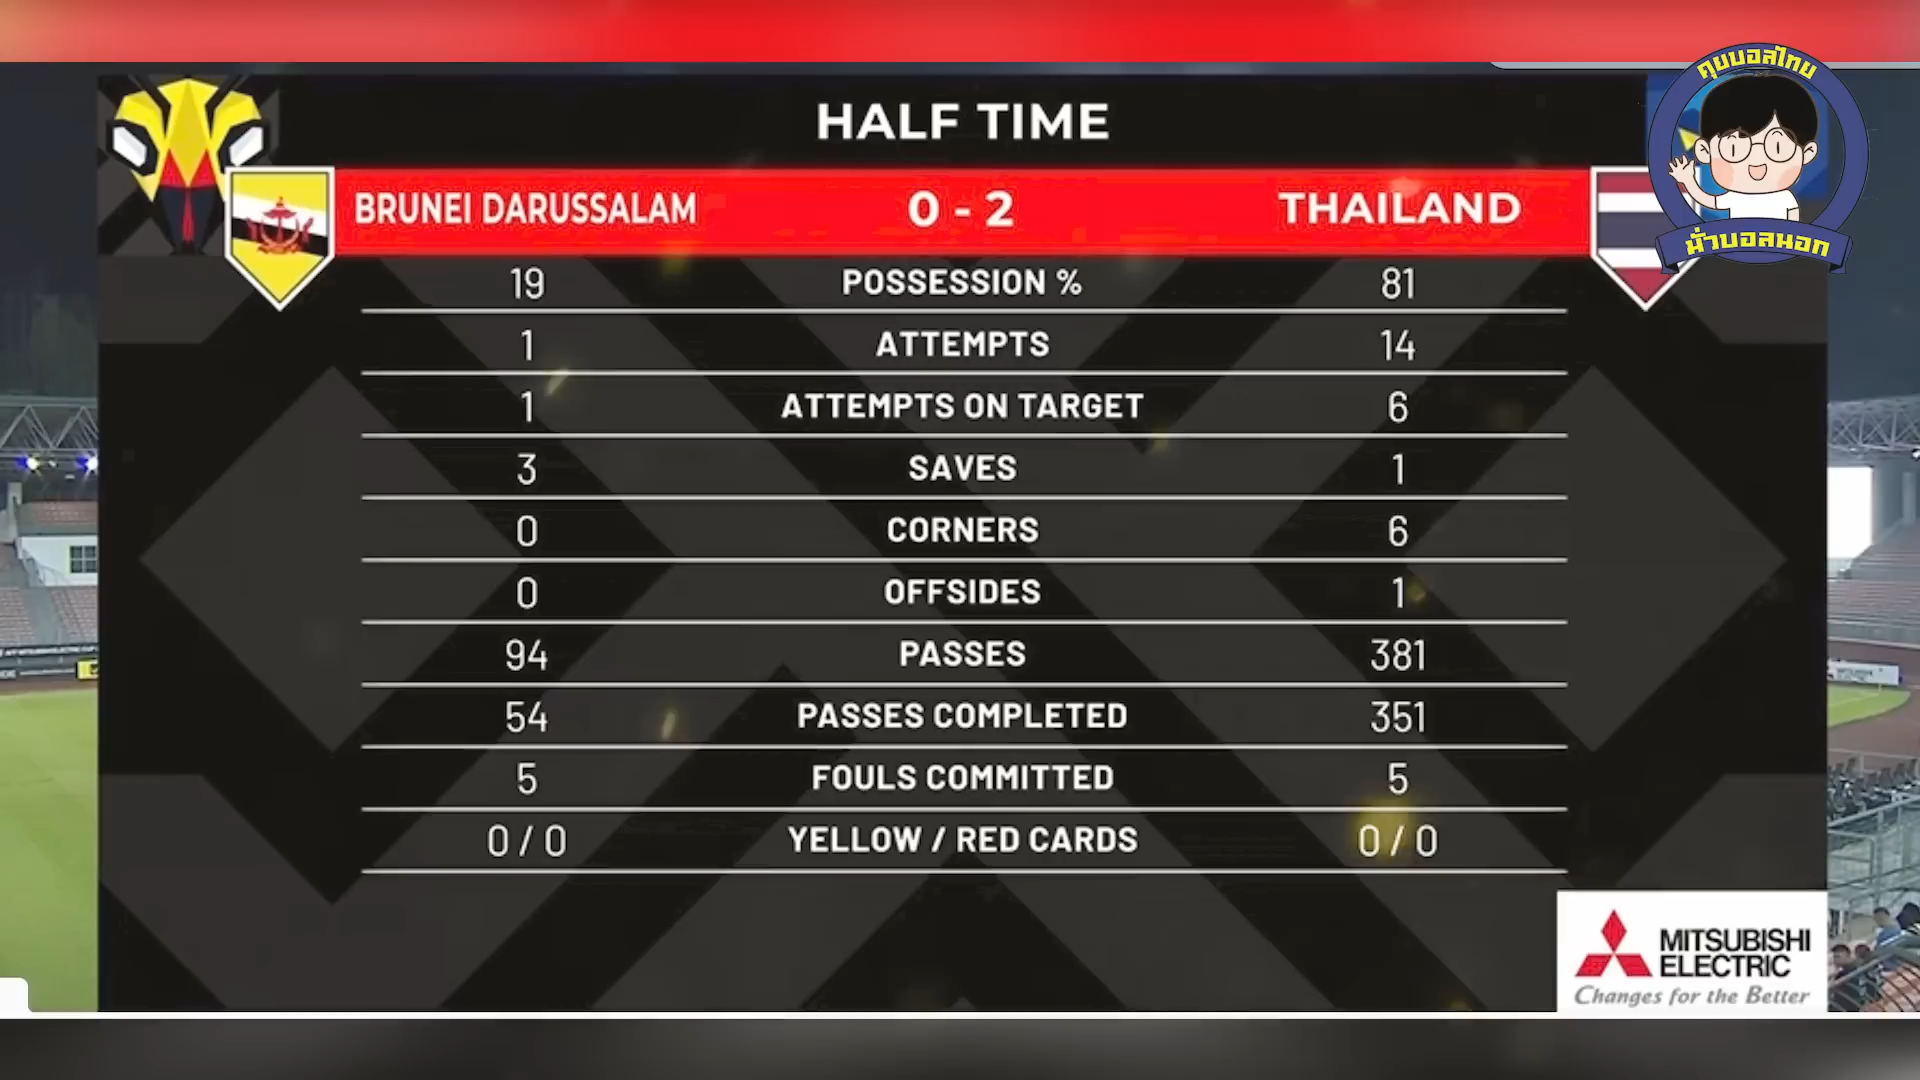 คุยบอลไทย
มั่วบอลนอก
HALF TIME
BRUNEI DARUSSALAM 0 - 2 THAILAND
19 POSSESSION % 81
1 ATTEMPTS 14
1 ATTEMPTS ON TARGET 6
3 SAVES 1
0 CORNERS 6
0 OFFSIDES 1
94 PASSES 381
54 PASSES COMPLETED 351
5 FOULS COMMITTED 5
0 / 0 YELLOW / RED CARDS 0 / 0
MITSUBISHI
ELECTRIC
Changes for the Better